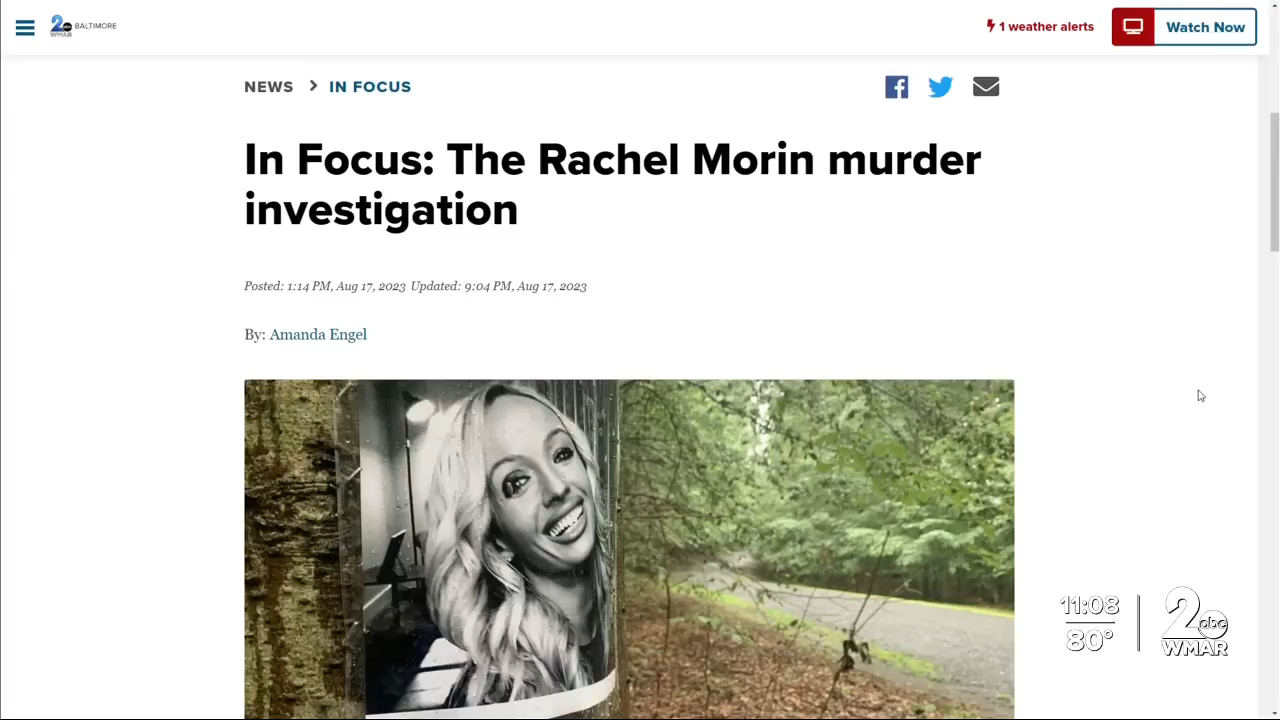 2 abc
WMAR
BALTIMORE
1 weather alerts
Watch Now
NEWS > IN FOCUS
In Focus: The Rachel Morin murder
investigation
Posted: 1:14 PM, Aug 17, 2023 Updated: 9:04 PM, Aug 17, 2023
By: Amanda Engel
11:08
80°
2 abc
WMAR